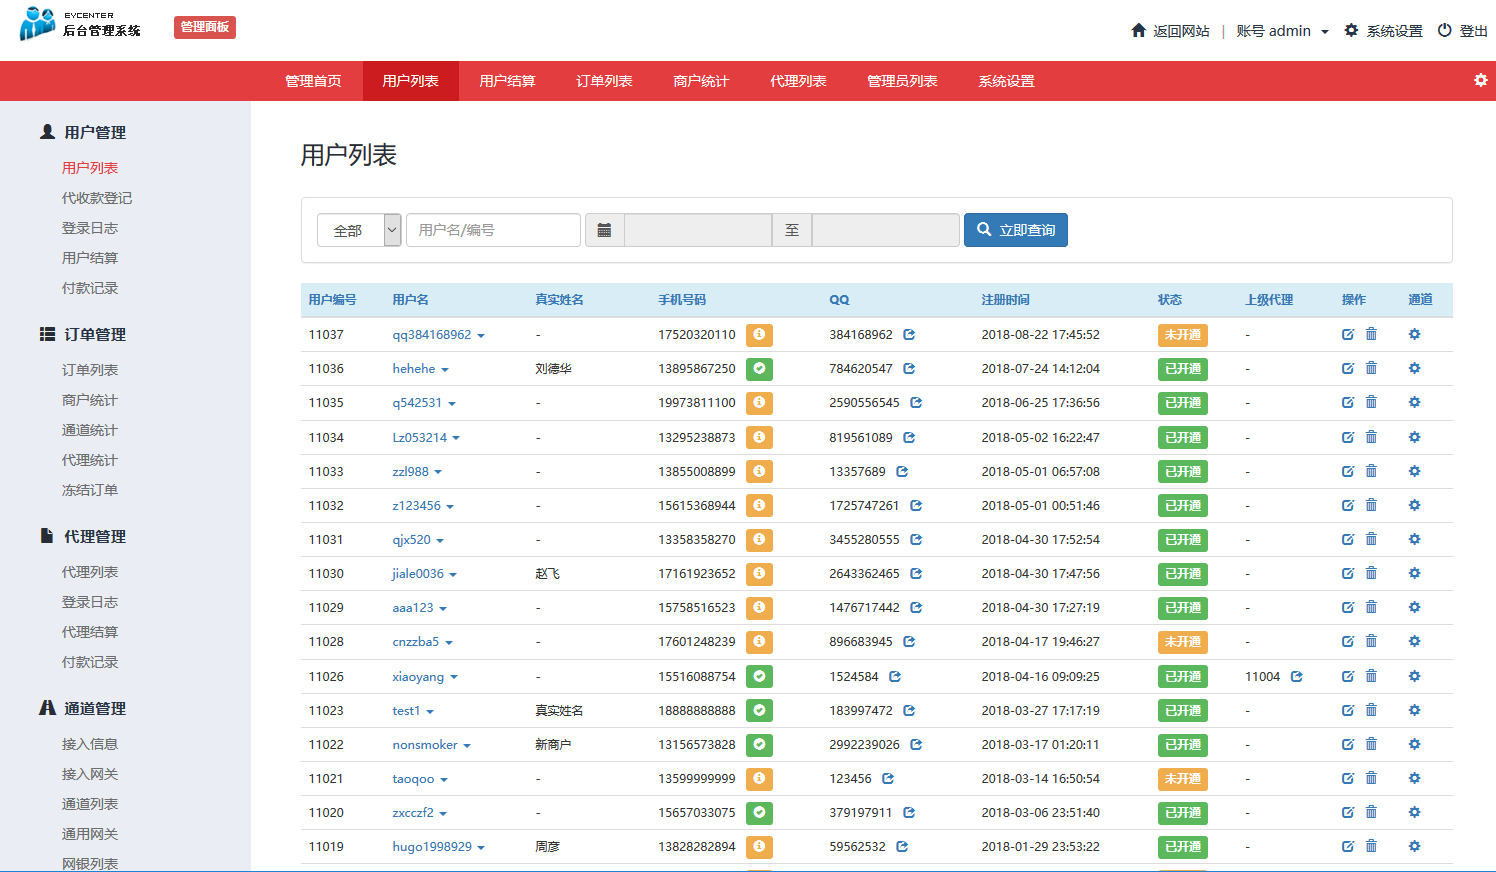 EYCENTER
后台管理系统
管理面板
返回网站 | 账号 admin 系统设置 登出
管理首页 用户列表 用户结算 订单列表 商户统计 代理列表 管理员列表 系统设置
用户管理
用户列表
代收款登记
登录日志
用户结算
付款记录
订单管理
订单列表
商户统计
通道统计
代理统计
冻结订单
代理管理
代理列表
登录日志
代理结算
付款记录
通道管理
接入信息
接入网关
通道列表
通用网关
网银列表
用户列表
全部 用户名/编号 至 立即查询
用户编号 用户名 真实姓名 手机号码 QQ 注册时间 状态 上级代理 操作 通道
11037 qq384168962 - 17520320110 384168962 2018-08-22 17:45:52 未开通 -
11036 hehehe 刘德华 13895867250 784620547 2018-07-24 14:12:04 已开通 -
11035 q542531 - 19973811100 2590556545 2018-06-25 17:36:56 已开通 -
11034 Lz053214 - 13295238873 819561089 2018-05-02 16:22:47 已开通 -
11033 zzl988 - 13855008899 13357689 2018-05-01 06:57:08 已开通 -
11032 z123456 - 15615368944 1725747261 2018-05-01 00:51:46 已开通 -
11031 qjx520 - 13358358270 3455280555 2018-04-30 17:52:54 已开通 -
11030 jiale0036 赵飞 17161923652 2643362465 2018-04-30 17:47:56 已开通 -
11029 aaa123 - 15758516523 1476717442 2018-04-30 17:27:19 已开通 -
11028 cnzzba5 - 17601248239 896683945 2018-04-17 19:46:27 未开通 -
11026 xiaoyang - 15516088754 1524584 2018-04-16 09:09:25 已开通 11004
11023 test1 真实姓名 18888888888 183997472 2018-03-27 17:17:19 已开通 -
11022 nonsmoker 新商户 13156573828 2992239026 2018-03-17 01:20:11 已开通 -
11021 taoqoo - 13599999999 123456 2018-03-14 16:50:54 未开通 -
11020 zxcczf2 - 15657033075 379197911 2018-03-06 23:51:40 已开通 -
11019 hugo1998929 周彦 13828282894 59562532 2018-01-29 23:53:22 已开通 -